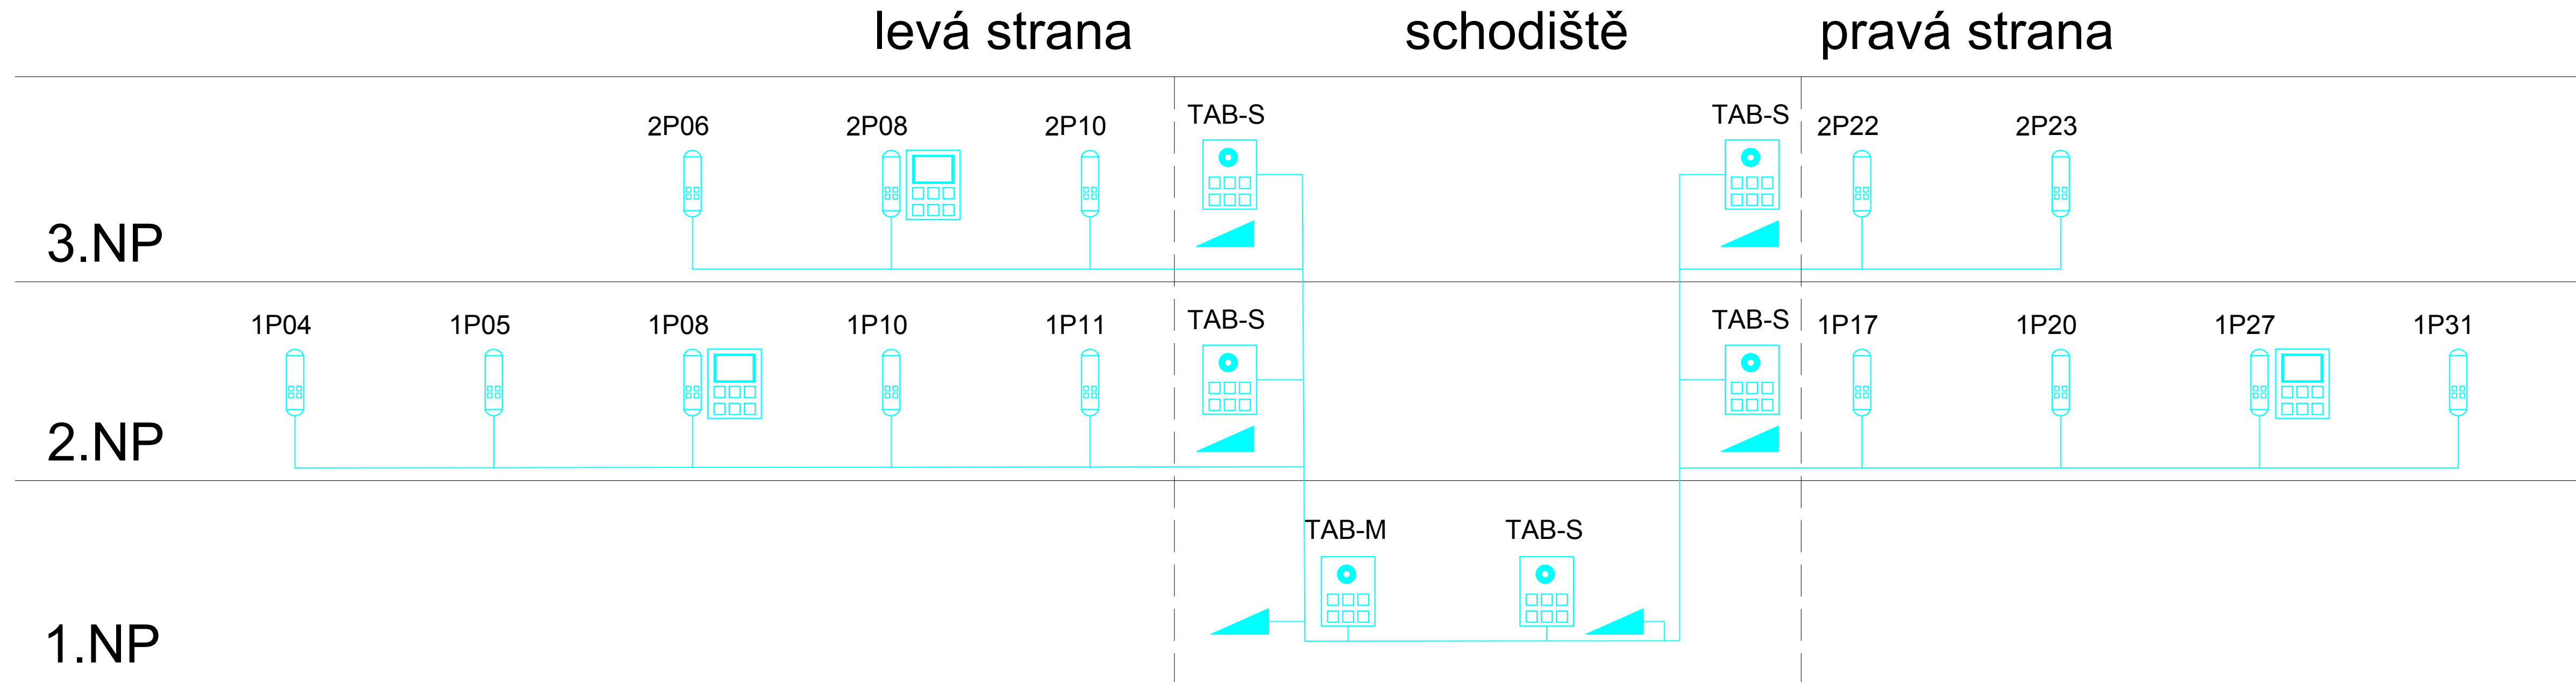 levá strana schodiště pravá strana
TAB-S TAB-S
2P06 2P08 2P10 2P22 2P23
3.NP
TAB-S TAB-S
1P04 1P05 1P08 1P10 1P11 1P17 1P20 1P27 1P31
2.NP
TAB-M TAB-S
1.NP